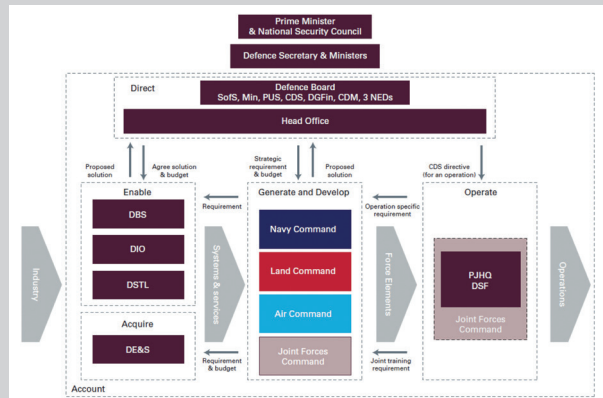 Prime Minister
& National Security Council
Defence Secretary & Ministers
Direct
Defence Board
SofS, Min, PUS, CDS, DGFin, CDM, 3 NEDs
Head Office
Proposed
solution
Agree solution
& budget
Strategic
requirement
& budget
Proposed
solution
CDS directive
(for an operation)
Enable
DBS
DIO
DSTL
Acquire
DE&S
Requirement
Requirement
& budget
Generate and Develop
Navy Command
Land Command
Air Command
Joint Forces
Command
Operation specific
requirement
Joint training
requirement
Operate
PJHQ
DSF
Joint Forces
Command
Industry
Systems & services
Force Elements
Operations
Account